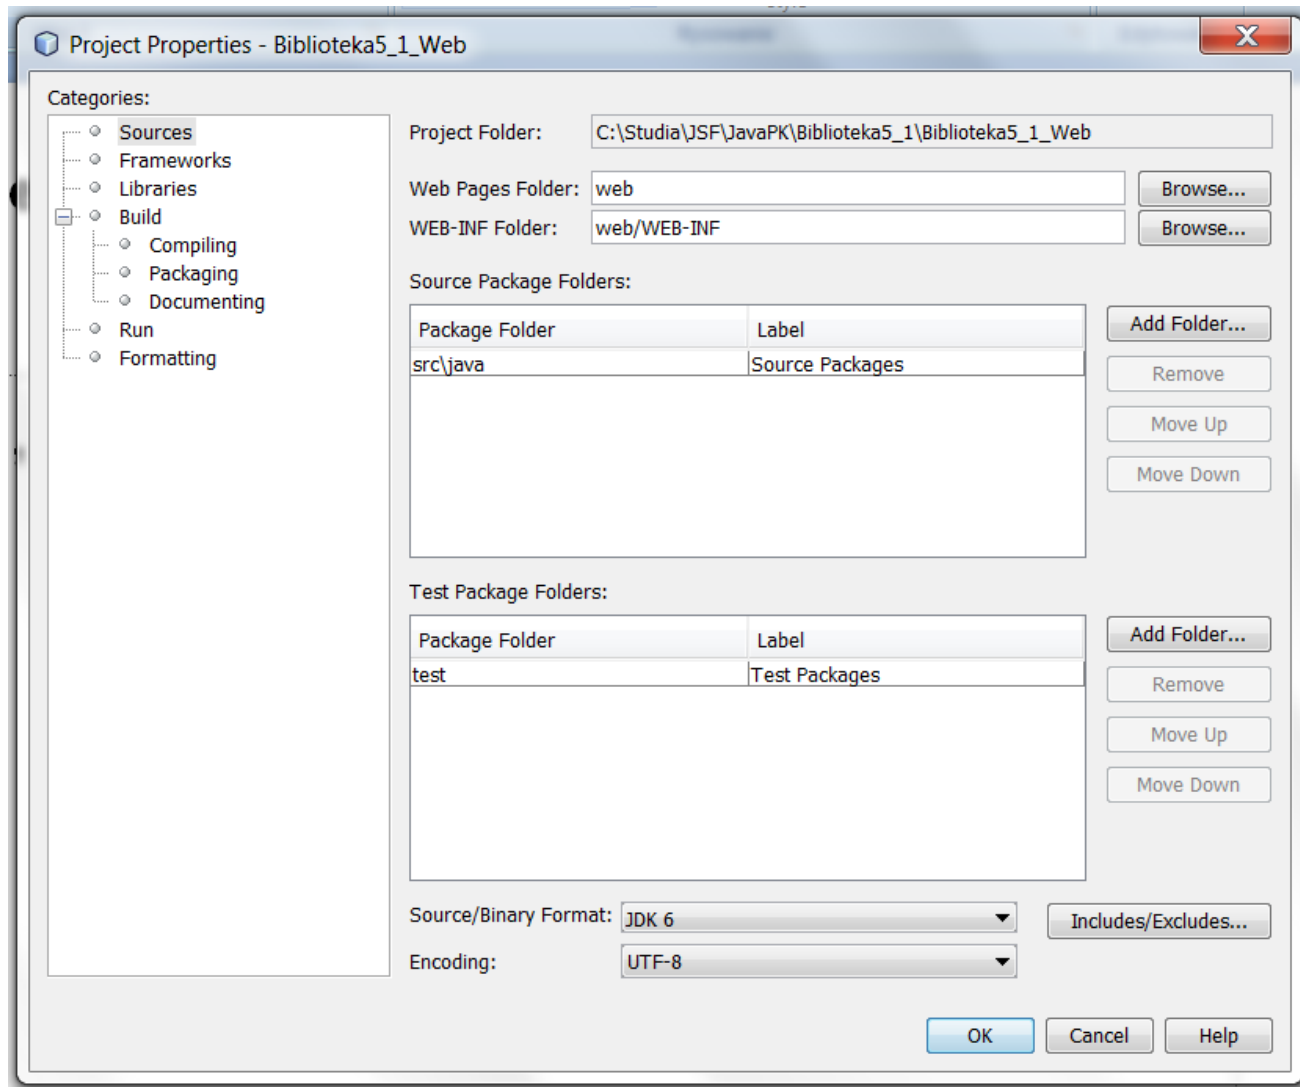 Project Properties - Biblioteka5_1_Web
Categories:
Sources
Frameworks
Libraries
Build
Compiling
Packaging
Documenting
Run
Formatting
Project Folder: C:\Studia\JSF\JavaPK\Biblioteka5_1\Biblioteka5_1_Web
Web Pages Folder: web Browse...
WEB-INF Folder: web/WEB-INF Browse...
Source Package Folders:
Package Folder Label
src\java Source Packages
Add Folder...
Remove
Move Up
Move Down
Test Package Folders:
Package Folder Label
test Test Packages
Add Folder...
Remove
Move Up
Move Down
Source/Binary Format: JDK 6 Includes/Excludes...
Encoding: UTF-8
OK Cancel Help